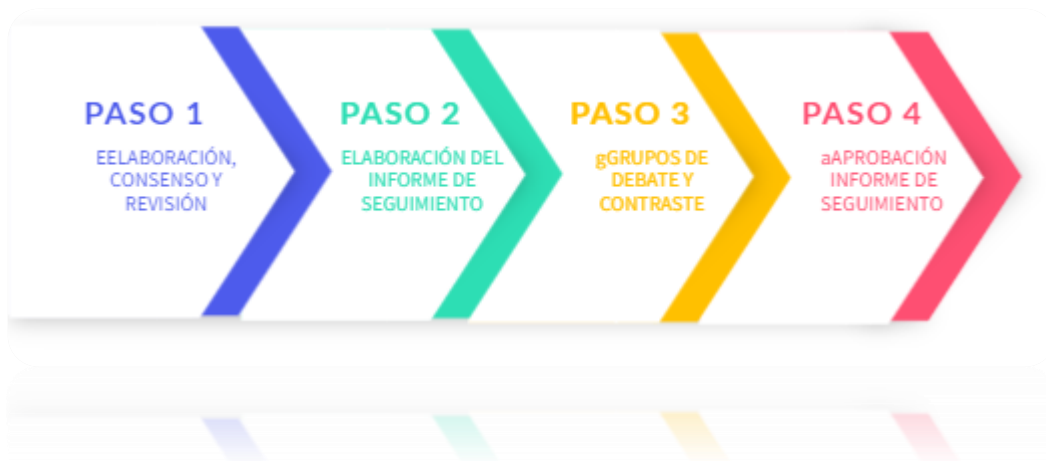 PASO 1
EELABORACIÓN,
CONSENSO Y
REVISIÓN
PASO 2
ELABORACIÓN DEL
INFORME DE
SEGUIMIENTO
PASO 3
gGRUPOS DE
DEBATE Y
CONTRASTE
PASO 4
aAPROBACIÓN
INFORME DE
SEGUIMIENTO